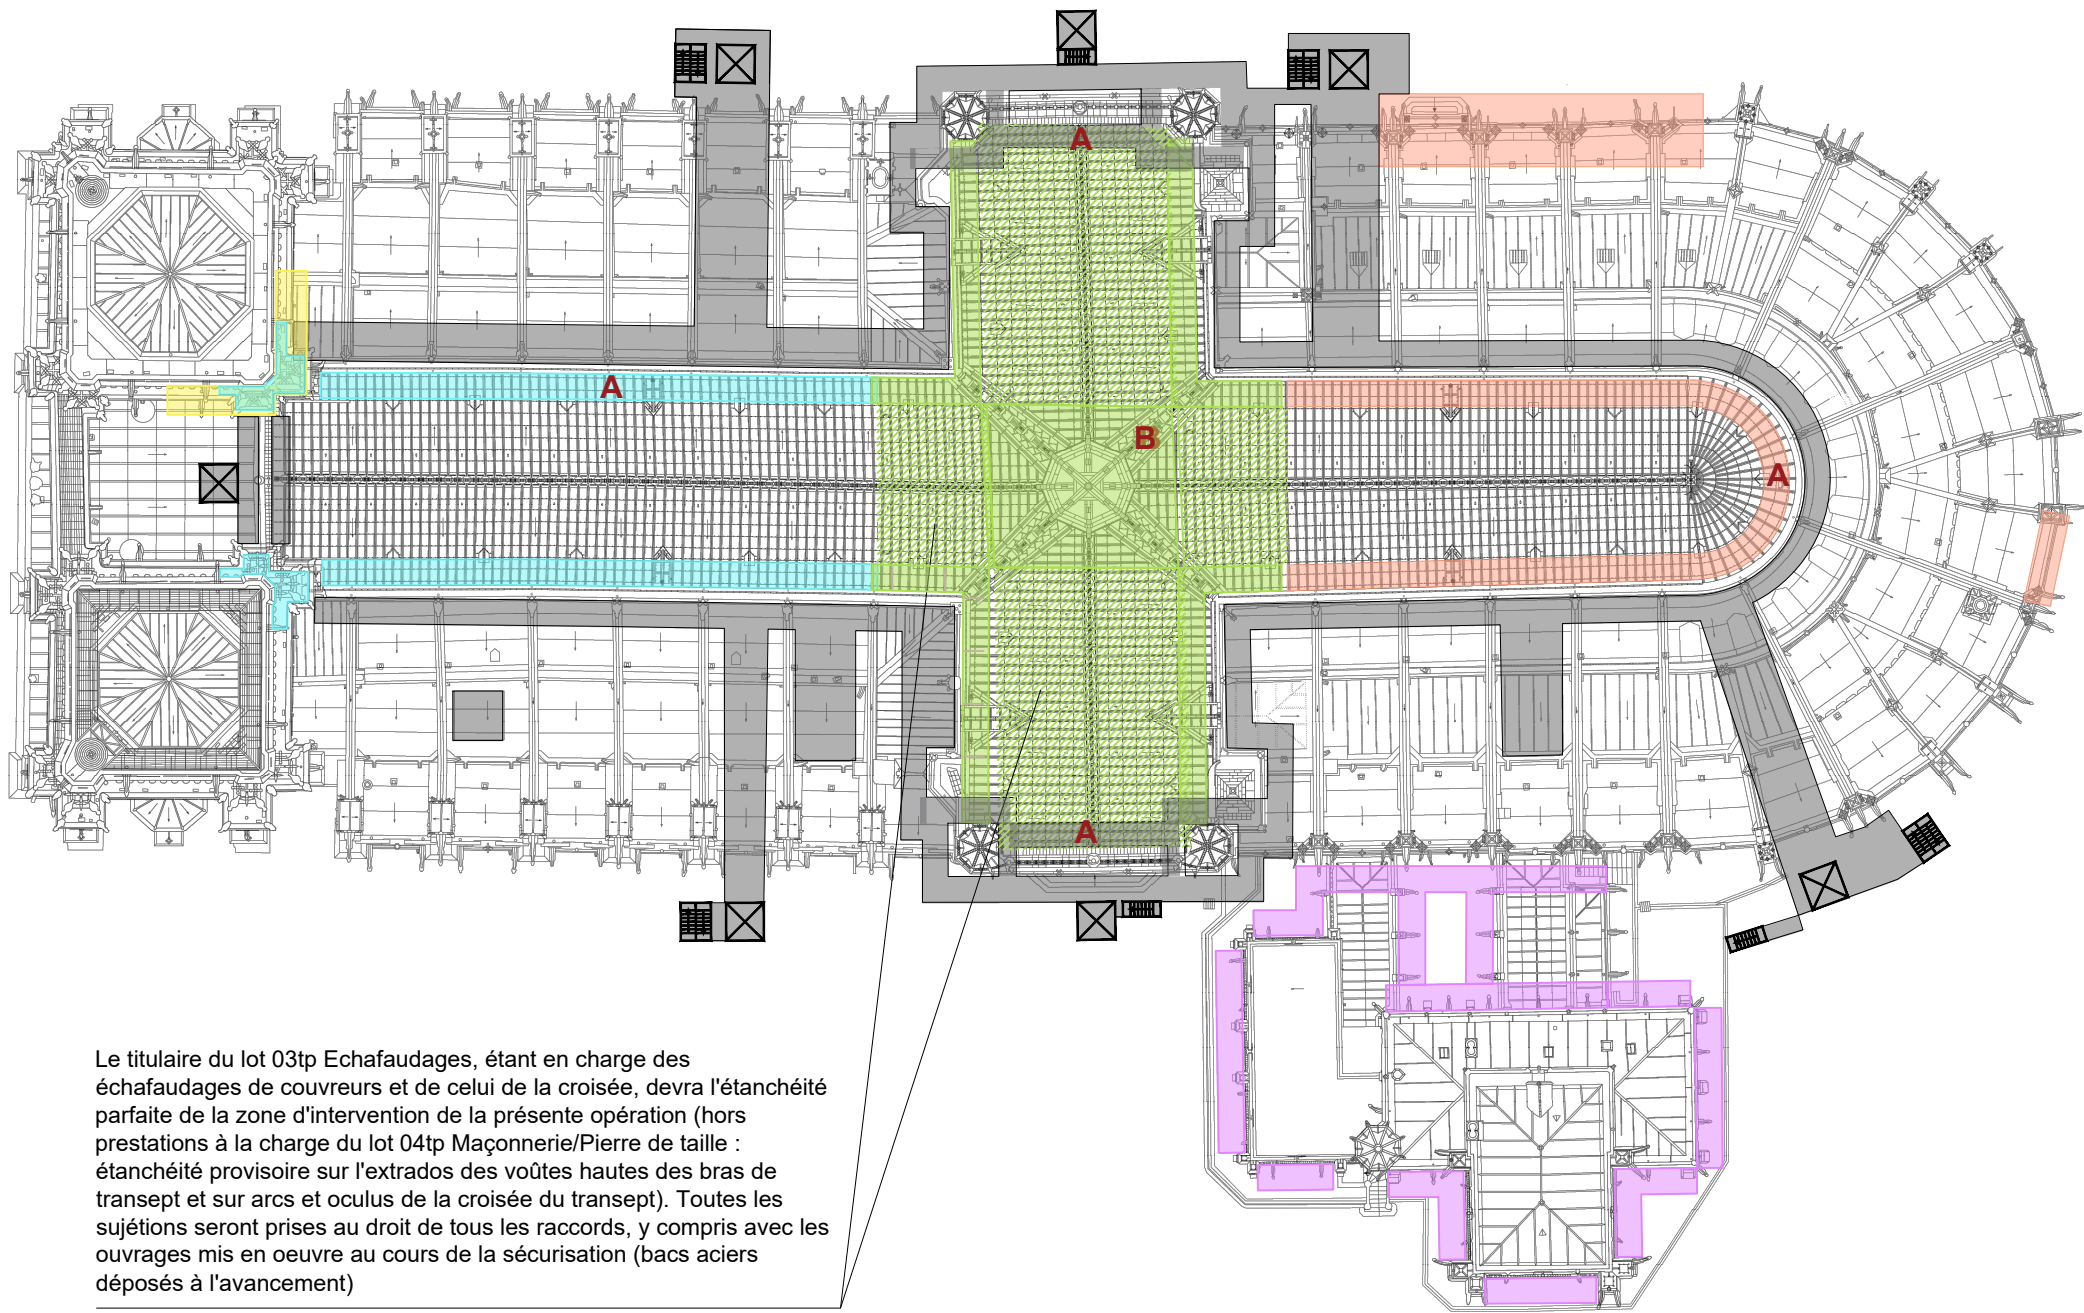 A
A
B
A
A
Le titulaire du lot 03tp Echafaudages, étant en charge des
échafaudages de couvreurs et de celui de la croisée, devra l'étanchéité
parfaite de la zone d'intervention de la présente opération (hors
prestations à la charge du lot 04tp Maçonnerie/Pierre de taille :
étanchéité provisoire sur l'extrados des voûtes hautes des bras de
transept et sur arcs et oculus de la croisée du transept). Toutes les
sujétions seront prises au droit de tous les raccords, y compris avec les
ouvrages mis en oeuvre au cours de la sécurisation (bacs aciers
déposés à l'avancement)